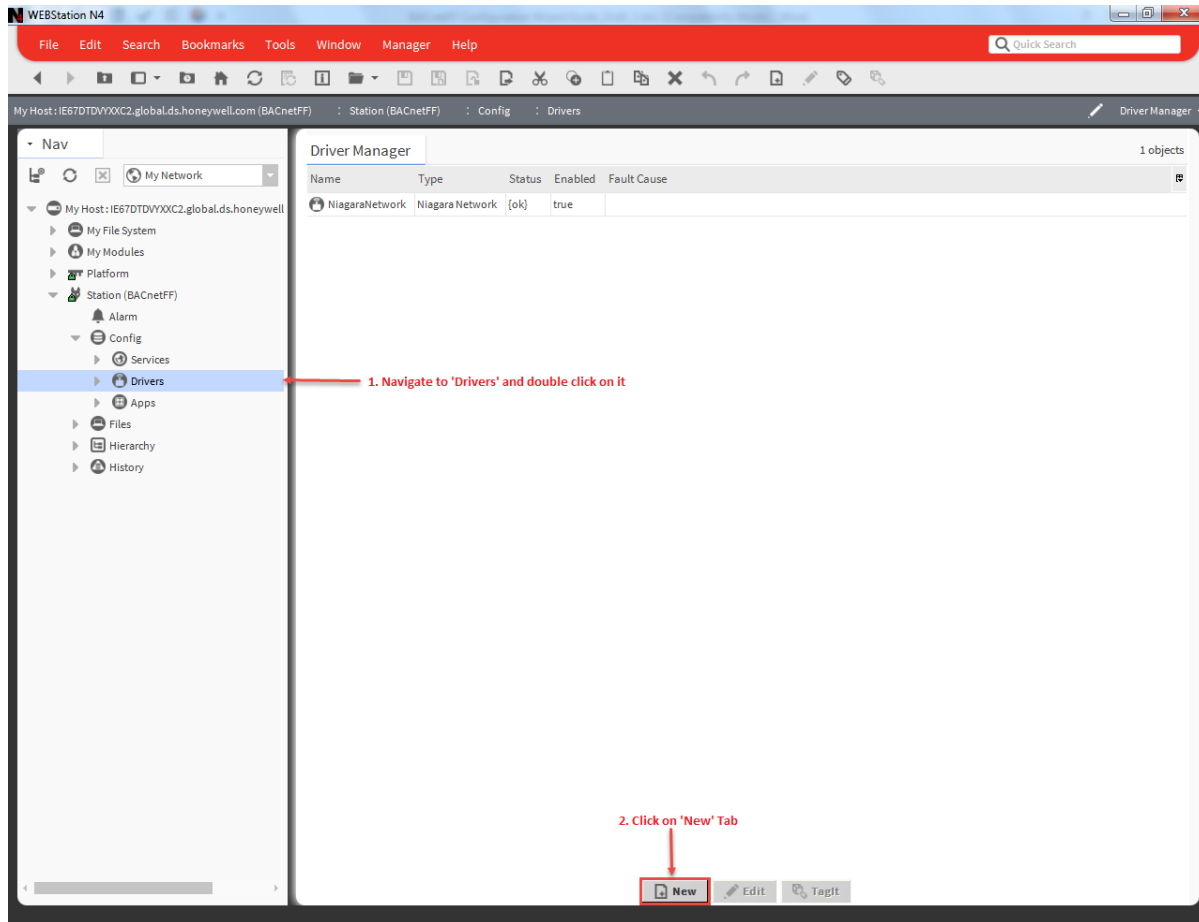 WEBStation N4
File Edit Search Bookmarks Tools Window Manager Help
Quick Search
My Host : IE67DTDVYXXC2.global.ds.honeywell.com (BACnetFF) : Station (BACnetFF) : Config : Drivers
Driver Manager
Nav
My Network
My Host : IE67DTDVYXXC2.global.ds.honeywell
My File System
My Modules
Platform
Station (BACnetFF)
Alarm
Config
Services
Drivers
Apps
Files
Hierarchy
History
Driver Manager
1 objects
Name Type Status Enabled Fault Cause
NiagaraNetwork Niagara Network {ok} true
1. Navigate to 'Drivers' and double click on it
2. Click on 'New' Tab
New Edit TagIt